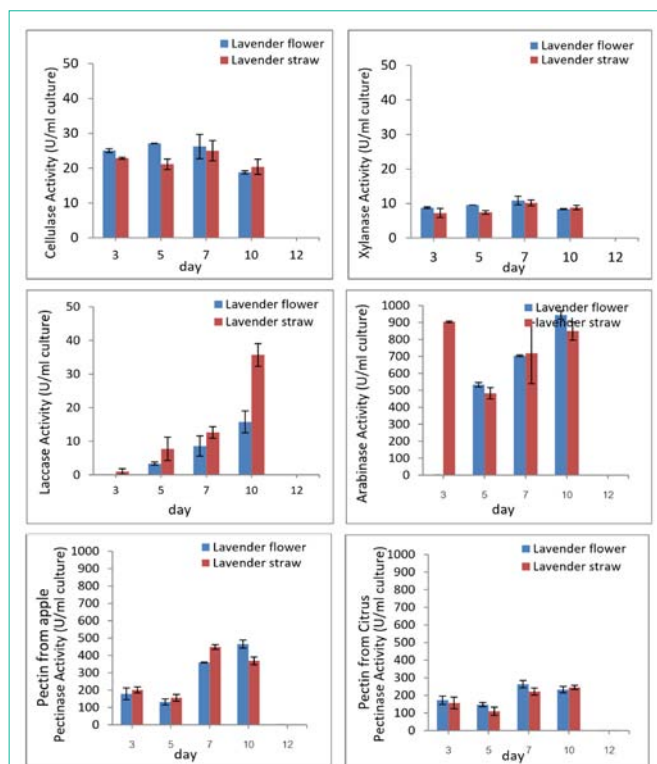 Lavender flower
Lavender straw
Cellulase Activity (U/ml culture)
50
40
30
20
10
0
3 5 7 10 12
day
Lavender flower
Lavender straw
Xylanase Activity (U/ml culture)
50
40
30
20
10
0
3 5 7 10 12
day
Lavender flower
Lavender straw
Laccase Activity (U/ml culture)
50
40
30
20
10
0
3 5 7 10 12
day
Lavender flower
lavender straw
Arabinase Activity (U/ml culture)
1000
900
800
700
600
500
400
300
200
100
0
3 5 7 10 12
day
Lavender flower
Lavender straw
Pectin from apple
Pectinase Activity (U/ml culture)
1000
900
800
700
600
500
400
300
200
100
0
3 5 7 10 12
day
Lavender flower
Lavender straw
Pectin from Citrus
Pectinase Activity (U/ml culture)
1000
900
800
700
600
500
400
300
200
100
0
3 5 7 10 12
day